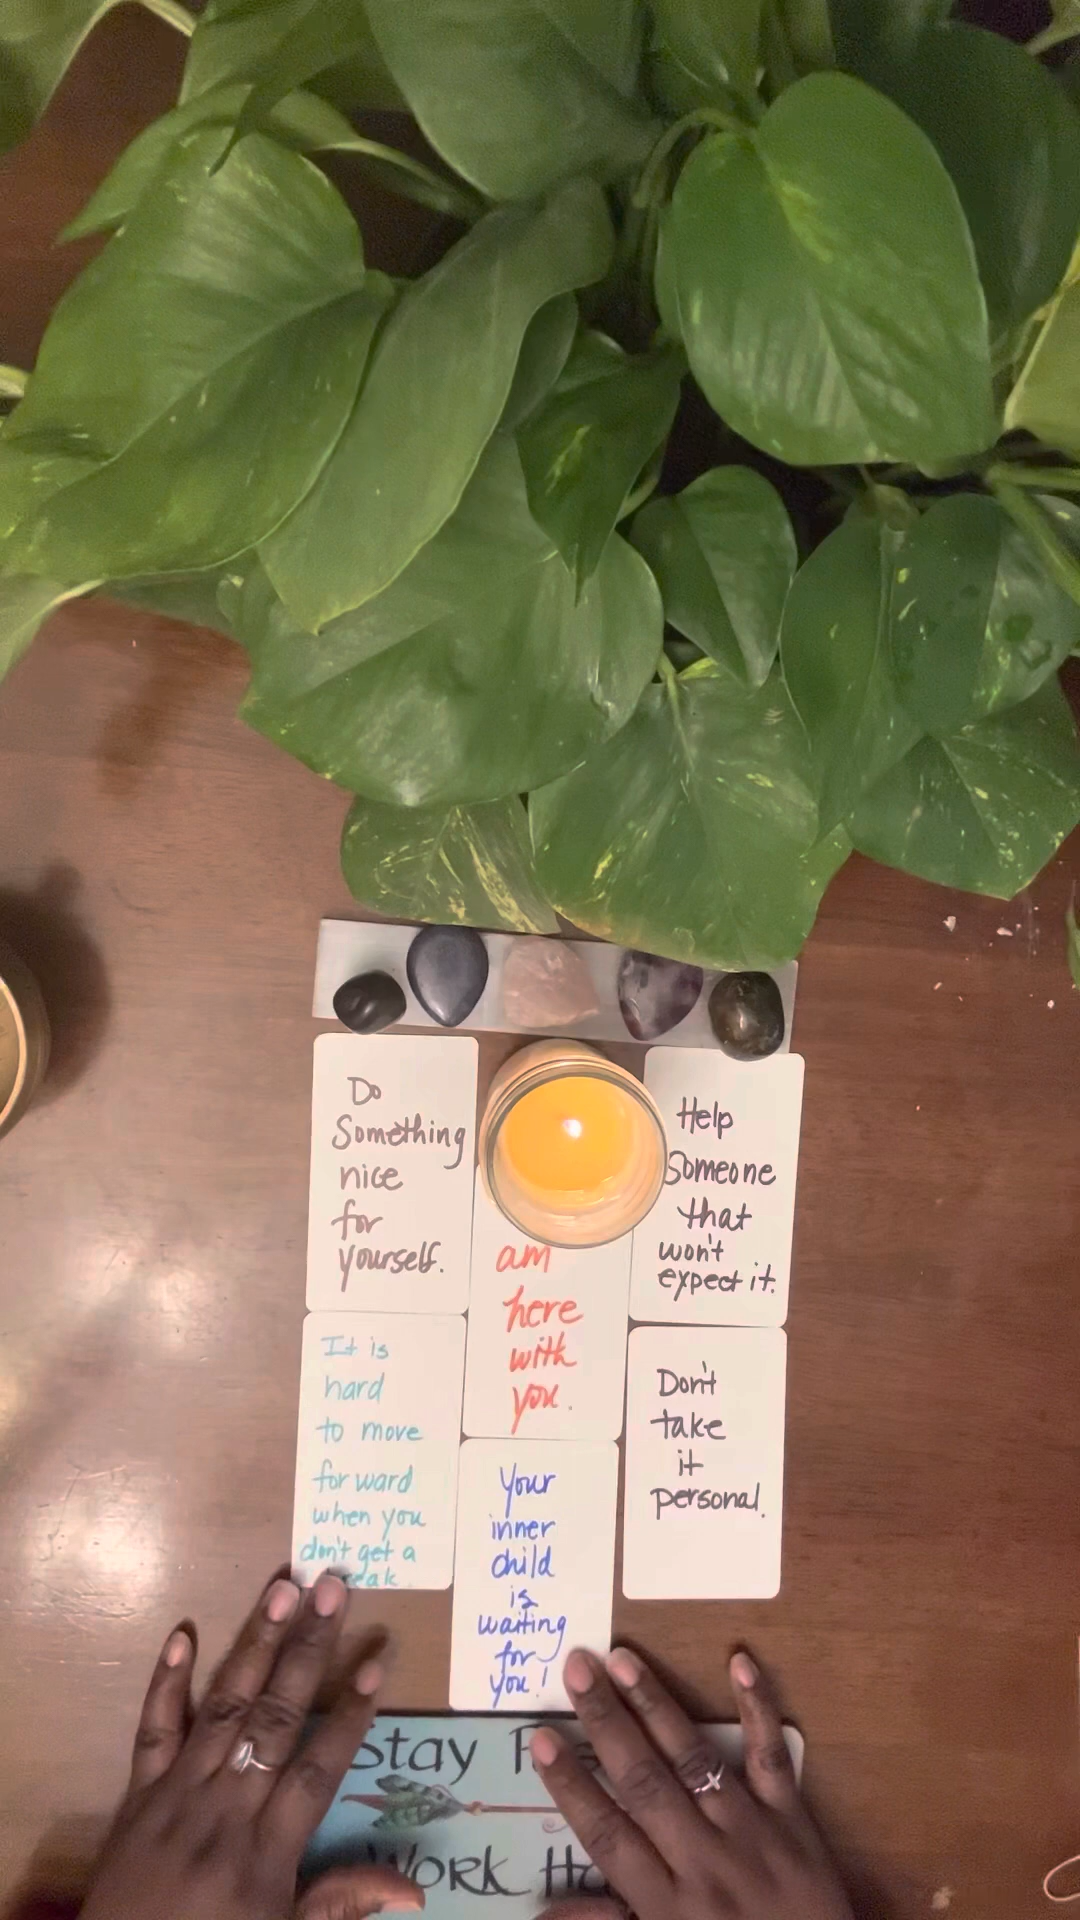 Do
Something
nice
for
yourself.
am
here
with
you.
Help
Someone
that
won't
expect it.
It is
hard
to move
forward
when you
don't get a
Your
inner
child
is
waiting
for
you!
Don't
take
it
personal.
Stay
Work